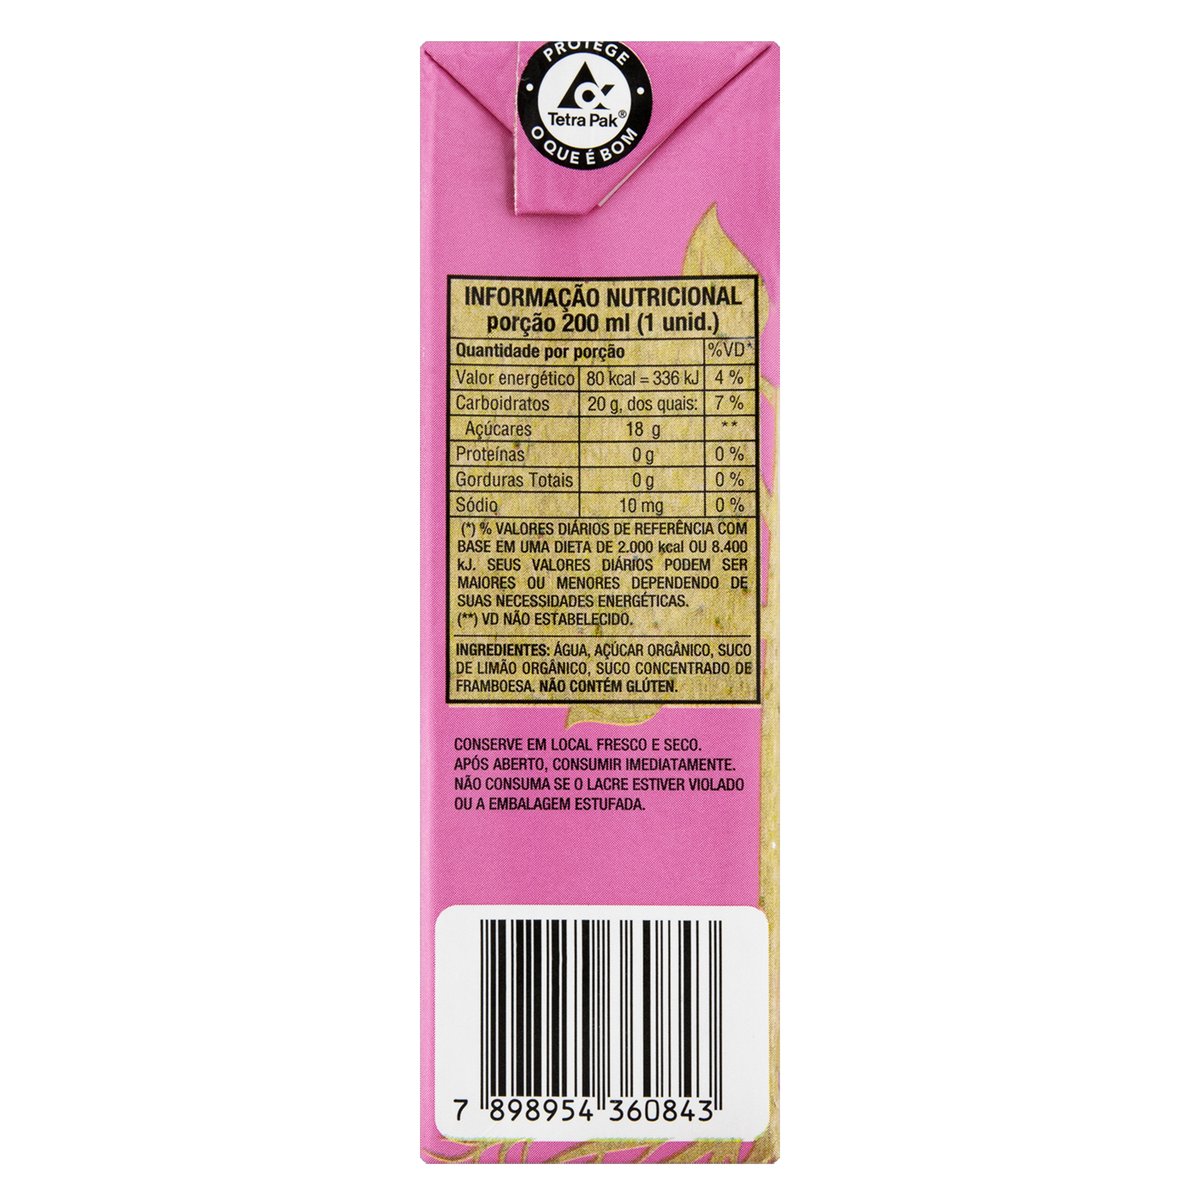 PROTEGE
Tetra Pak®
O QUE É BOM
INFORMAÇÃO NUTRICIONAL
porção 200 ml (1 unid.)
Quantidade por porção %VD*
Valor energético 80 kcal = 336 kJ 4 %
Carboidratos 20 g, dos quais: 7 %
Açúcares 18 g **
Proteínas 0 g 0 %
Gorduras Totais 0 g 0 %
Sódio 10 mg 0 %
(*) % VALORES DIÁRIOS DE REFERÊNCIA COM
BASE EM UMA DIETA DE 2.000 kcal OU 8.400
kJ. SEUS VALORES DIÁRIOS PODEM SER
MAIORES OU MENORES DEPENDENDO DE
SUAS NECESSIDADES ENERGÉTICAS.
(**) VD NÃO ESTABELECIDO.
INGREDIENTES: ÁGUA, AÇÚCAR ORGÂNICO, SUCO
DE LIMÃO ORGÂNICO, SUCO CONCENTRADO DE
FRAMBOESA. NÃO CONTÉM GLÚTEN.
CONSERVE EM LOCAL FRESCO E SECO.
APÓS ABERTO, CONSUMIR IMEDIATAMENTE.
NÃO CONSUMA SE O LACRE ESTIVER VIOLADO
OU A EMBALAGEM ESTUFADA.
7 898954 360843